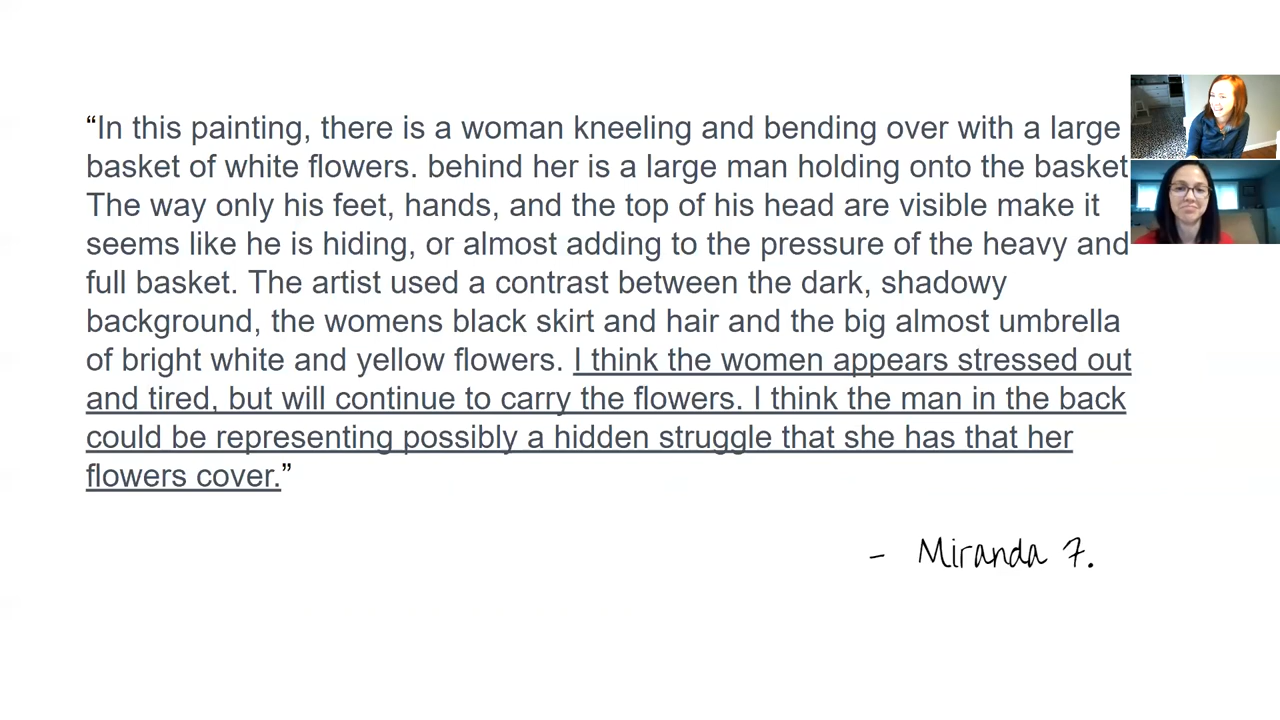 “In this painting, there is a woman kneeling and bending over with a large
basket of white flowers. behind her is a large man holding onto the basket
The way only his feet, hands, and the top of his head are visible make it
seems like he is hiding, or almost adding to the pressure of the heavy and
full basket. The artist used a contrast between the dark, shadowy
background, the womens black skirt and hair and the big almost umbrella
of bright white and yellow flowers. I think the women appears stressed out
and tired, but will continue to carry the flowers. I think the man in the back
could be representing possibly a hidden struggle that she has that her
flowers cover.”
- Miranda F.